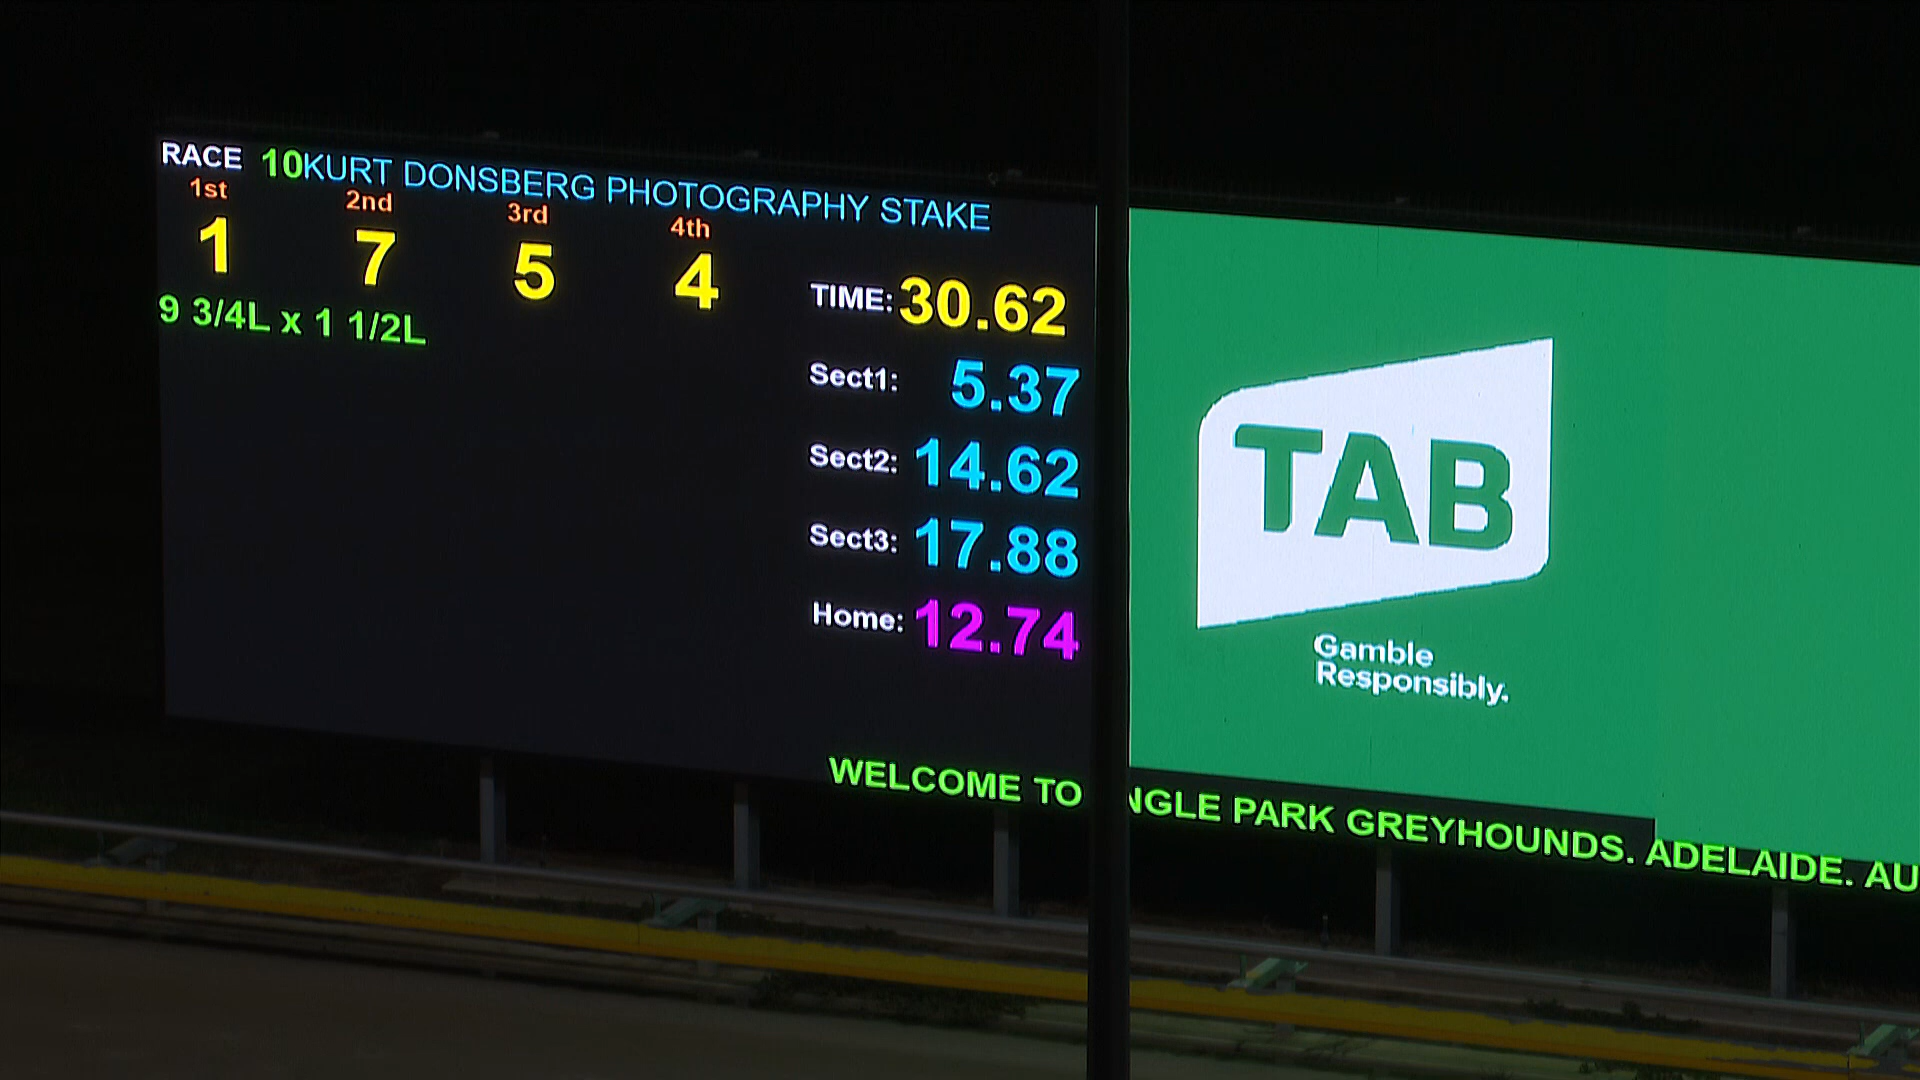 RACE 10KURT DONSBERG PHOTOGRAPHY STAKE
1st 2nd 3rd 4th
1 7 5 4
9 3/4L x 1 1/2L
TIME: 30.62
Sect1: 5.37
Sect2: 14.62
Sect3: 17.88
Home: 12.74
TAB
Gamble
Responsibly.
WELCOME TO NGLE PARK GREYHOUNDS. ADELAIDE. AU